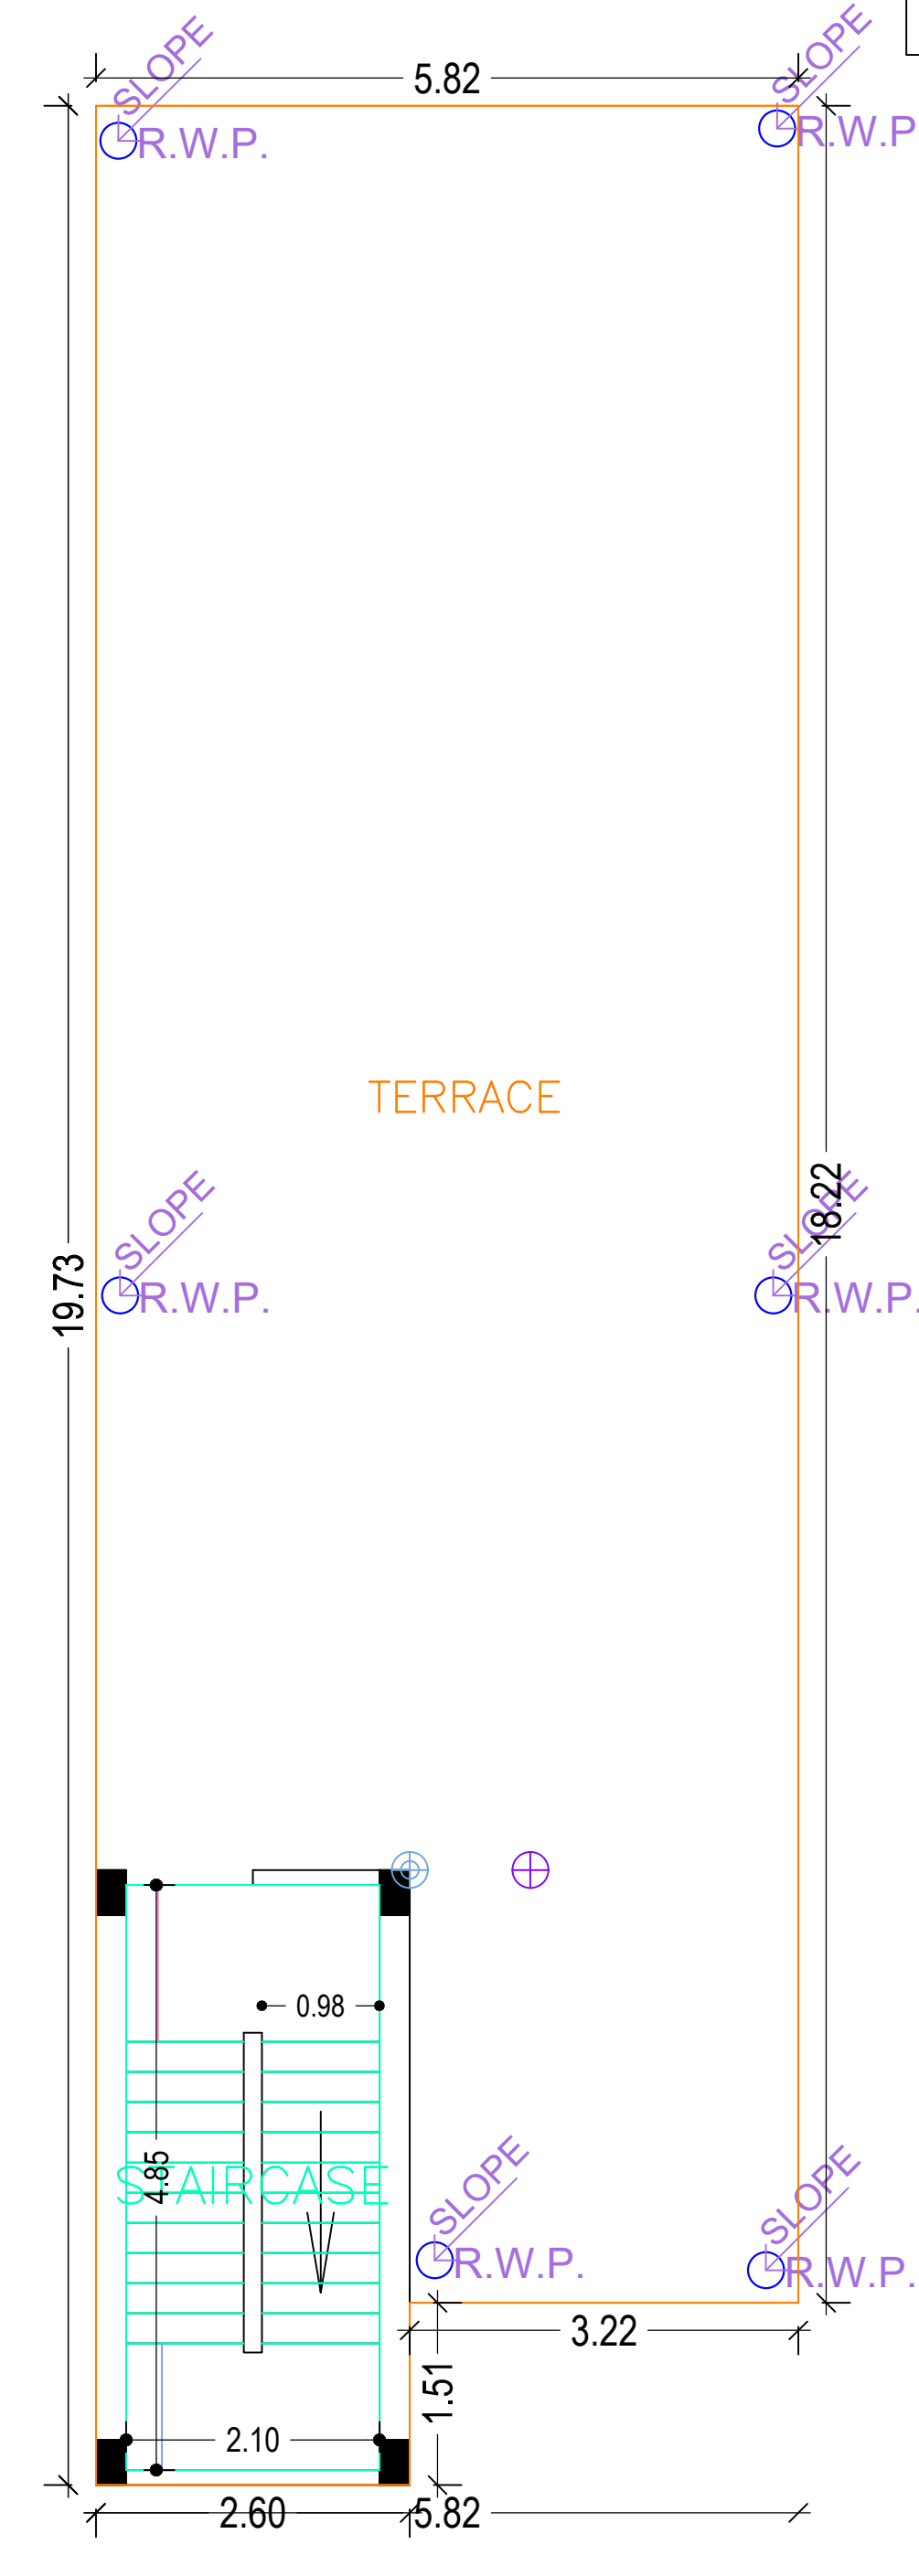 SLOPE
SLOPE
5.82
R.W.P.
R.W.P
TERRACE
SLOPE
SLOPE
18.22
19.73
R.W.P.
R.W.P.
0.98
STAIRCASE
4.85
SLOPE
SLOPE
R.W.P.
R.W.P.
3.22
1.51
2.10
2.60
5.82